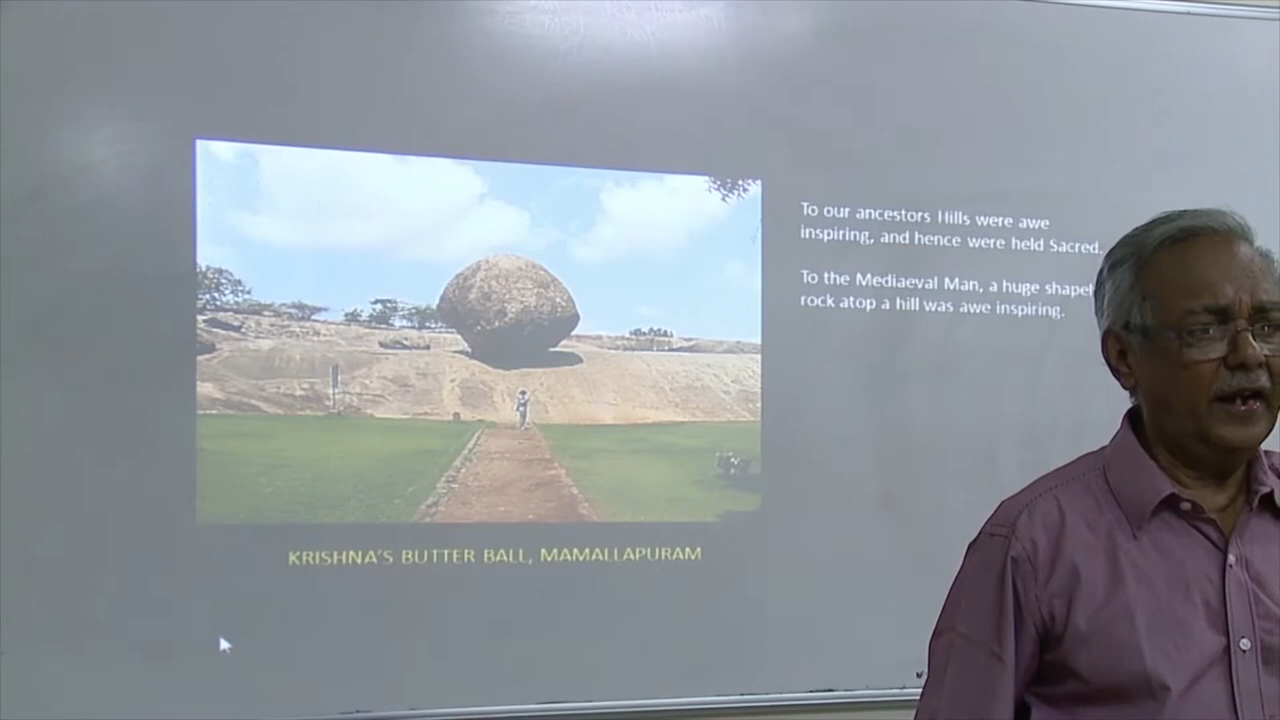 To our ancestors Hills were awe
inspiring, and hence were held Sacred.
To the Mediaeval Man, a huge shapel
rock atop a hill was awe inspiring.
KRISHNA'S BUTTER BALL, MAMALLAPURAM